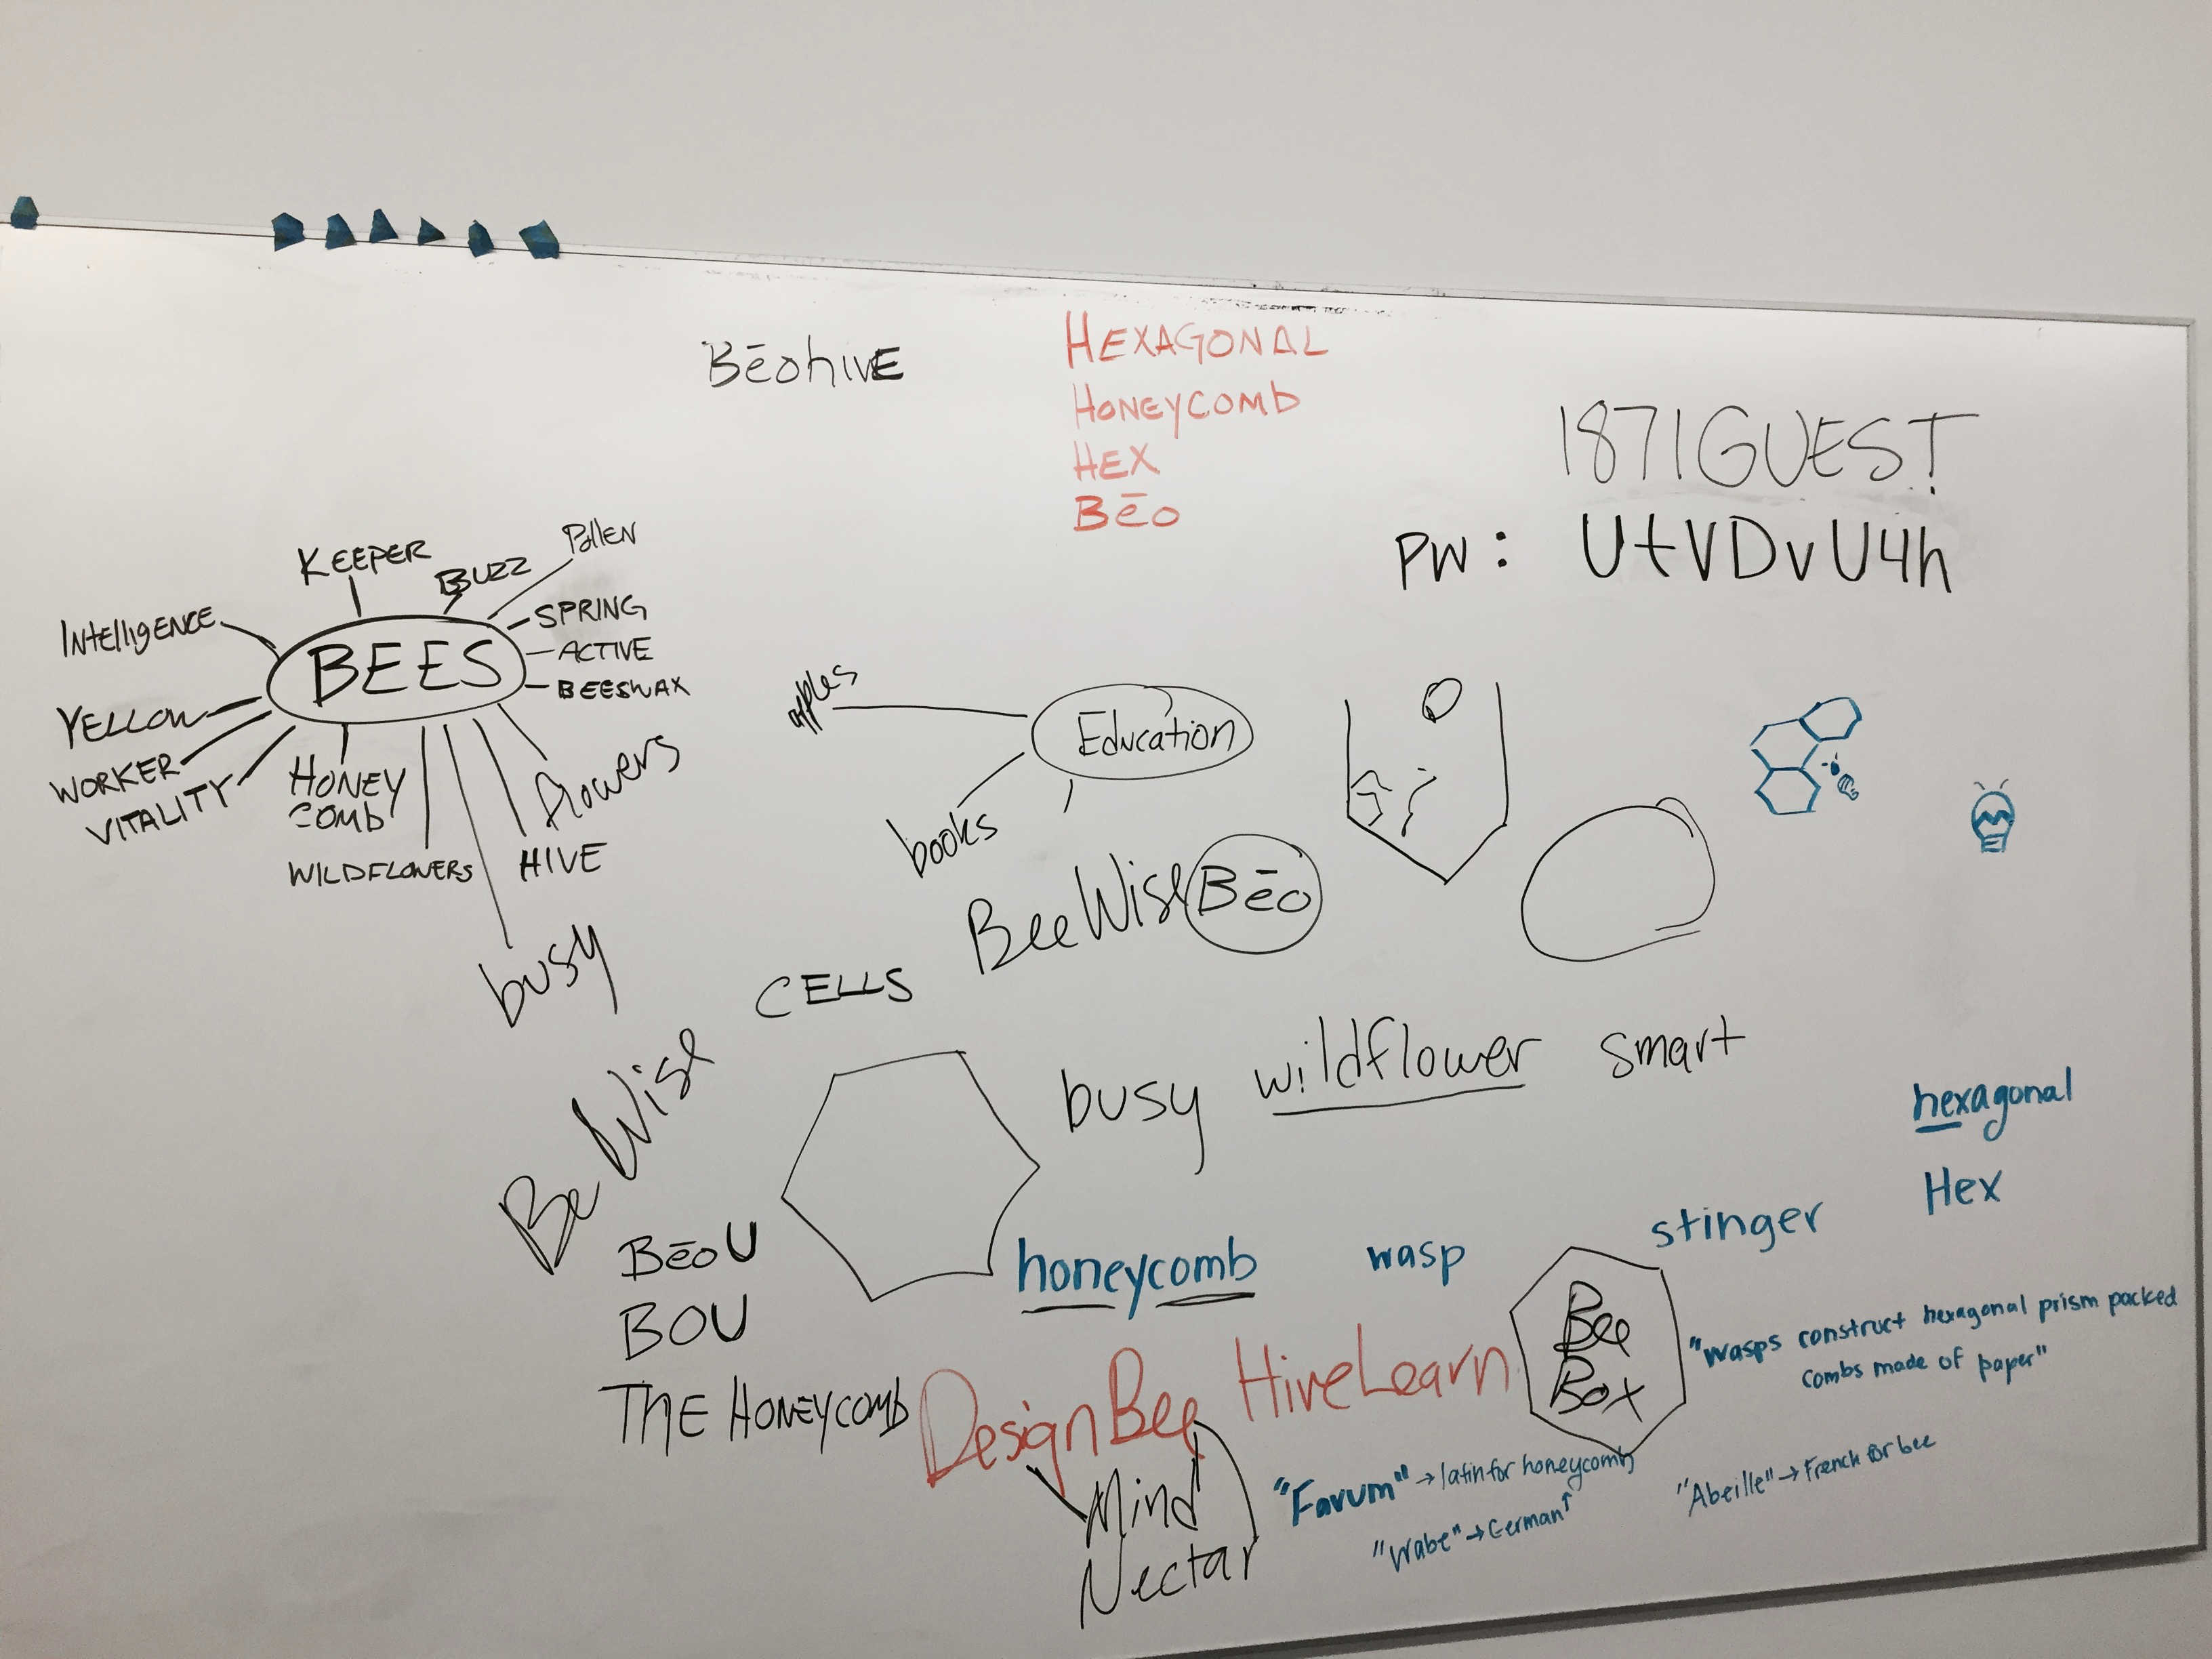 BēohivE
HEXAGONAL
HONEYCOMb
HEX
Bēo
1871GUEST
PW: UtVDvU4h
KEEPER
BUZZ
PollEN
INtelligENCE
SPRING
ACTIVE
BEESWAX
BEES
YELLOW
WORKER
VITALITY
HONEY
COMb
WILDFLOWERS
HIVE
flowers
busy
apples
Education
books
BeeWise
Bēo
CELLS
Be Wise
busy wildflower smart
hexagonal
Hex
BēoU
BOU
THE HONEYCOMb
honeycomb
wasp
stinger
Bee
Box
"wasps construct hexagonal prism packed
combs made of paper"
DesignBee
HiveLearn
Mind
Nectar
"Favum" → latin for honeycomb
"Wabe" → German ↑
"Abeille" → French for bee